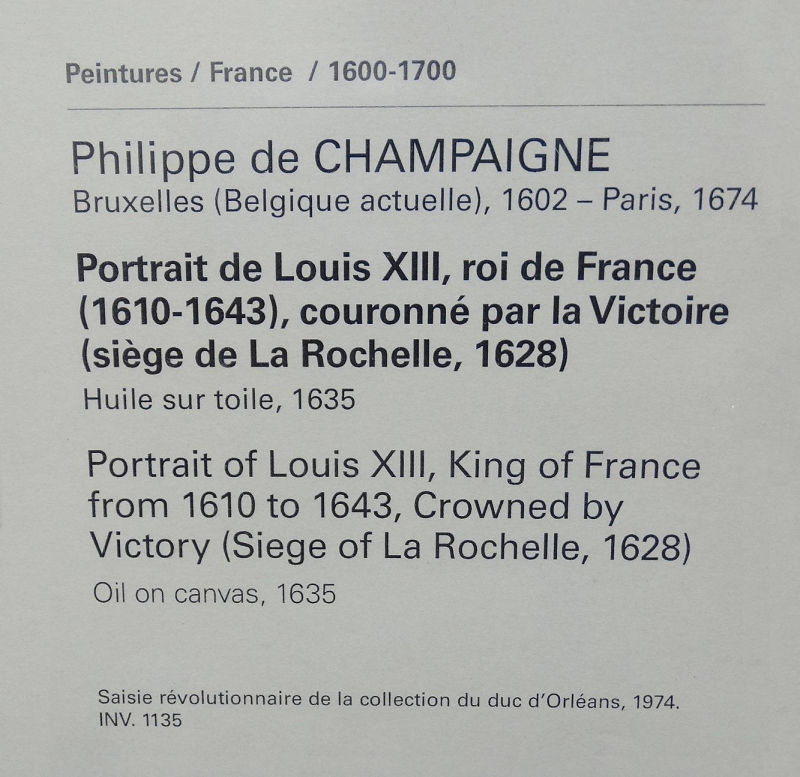 Peintures / France / 1600-1700
Philippe de CHAMPAIGNE
Bruxelles (Belgique actuelle), 1602 – Paris, 1674
Portrait de Louis XIII, roi de France
(1610-1643), couronné par la Victoire
(siège de La Rochelle, 1628)
Huile sur toile, 1635
Portrait of Louis XIII, King of France
from 1610 to 1643, Crowned by
Victory (Siege of La Rochelle, 1628)
Oil on canvas, 1635
Saisie révolutionnaire de la collection du duc d'Orléans, 1974.
INV. 1135